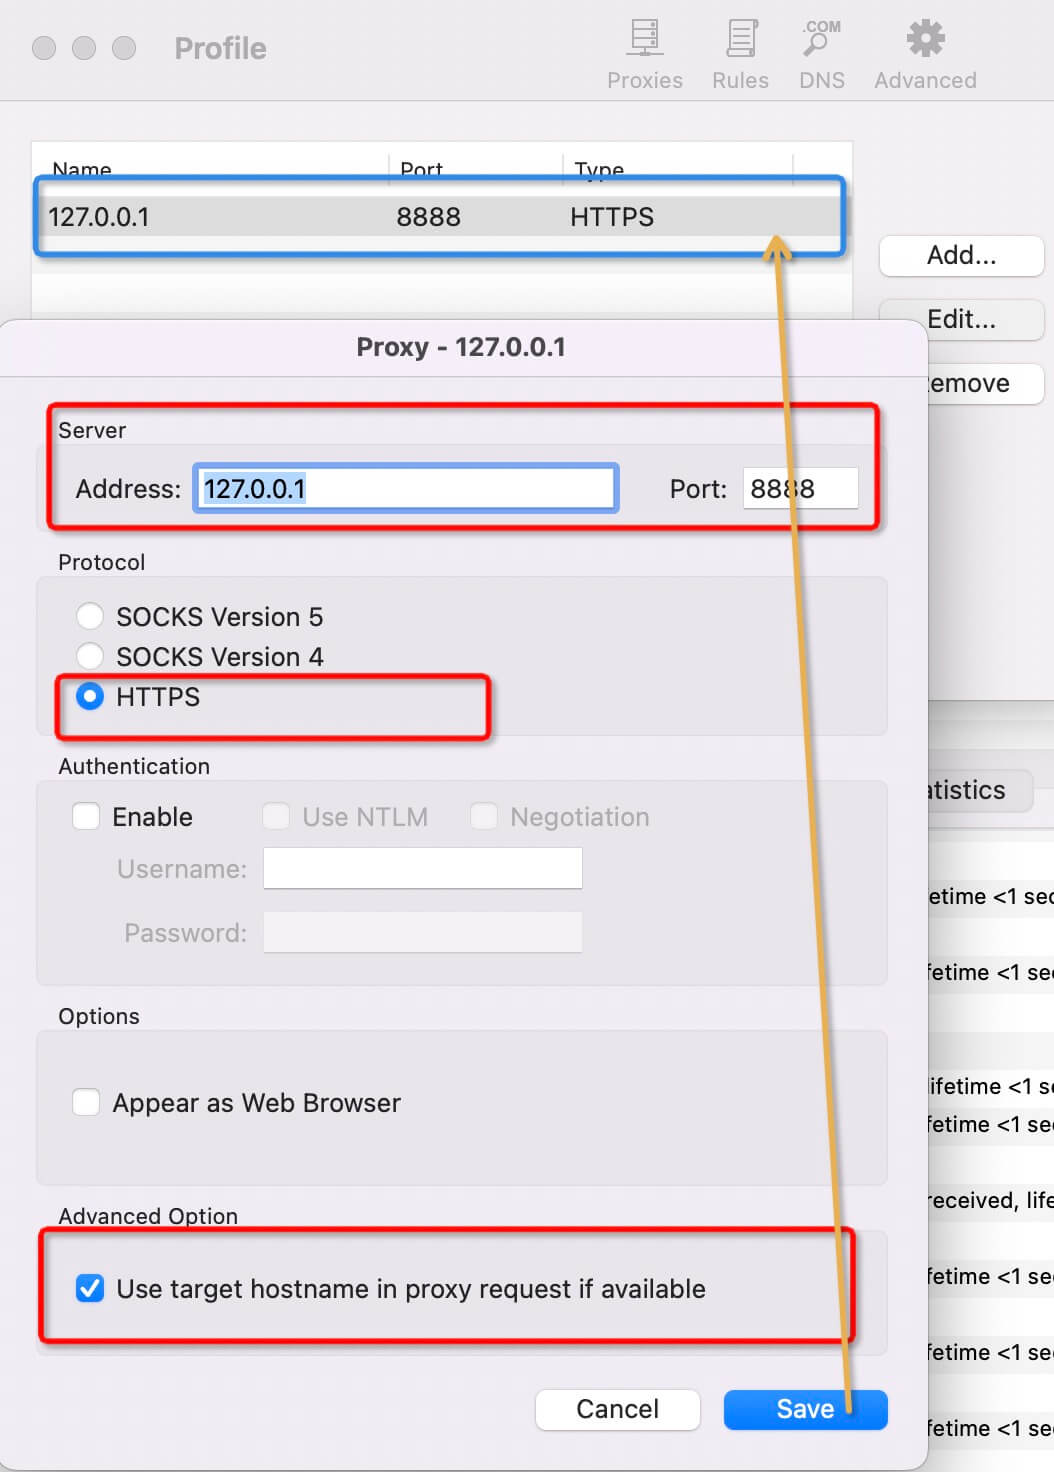 Profile
Proxies Rules .COM DNS Advanced
Name Port Type
127.0.0.1 8888 HTTPS
Add...
Edit...
emove
Proxy - 127.0.0.1
Server
Address: 127.0.0.1 Port: 8888
Protocol
SOCKS Version 5
SOCKS Version 4
HTTPS
Authentication
Enable Use NTLM Negotiation
atistics
Username:
etime <1 sec
Password:
fetime <1 sec
Options
lifetime <1 se
Appear as Web Browser
fetime <1 sec
received, life
Advanced Option
fetime <1 sec
Use target hostname in proxy request if available
fetime <1 sec
Cancel Save
fetime <1 sec